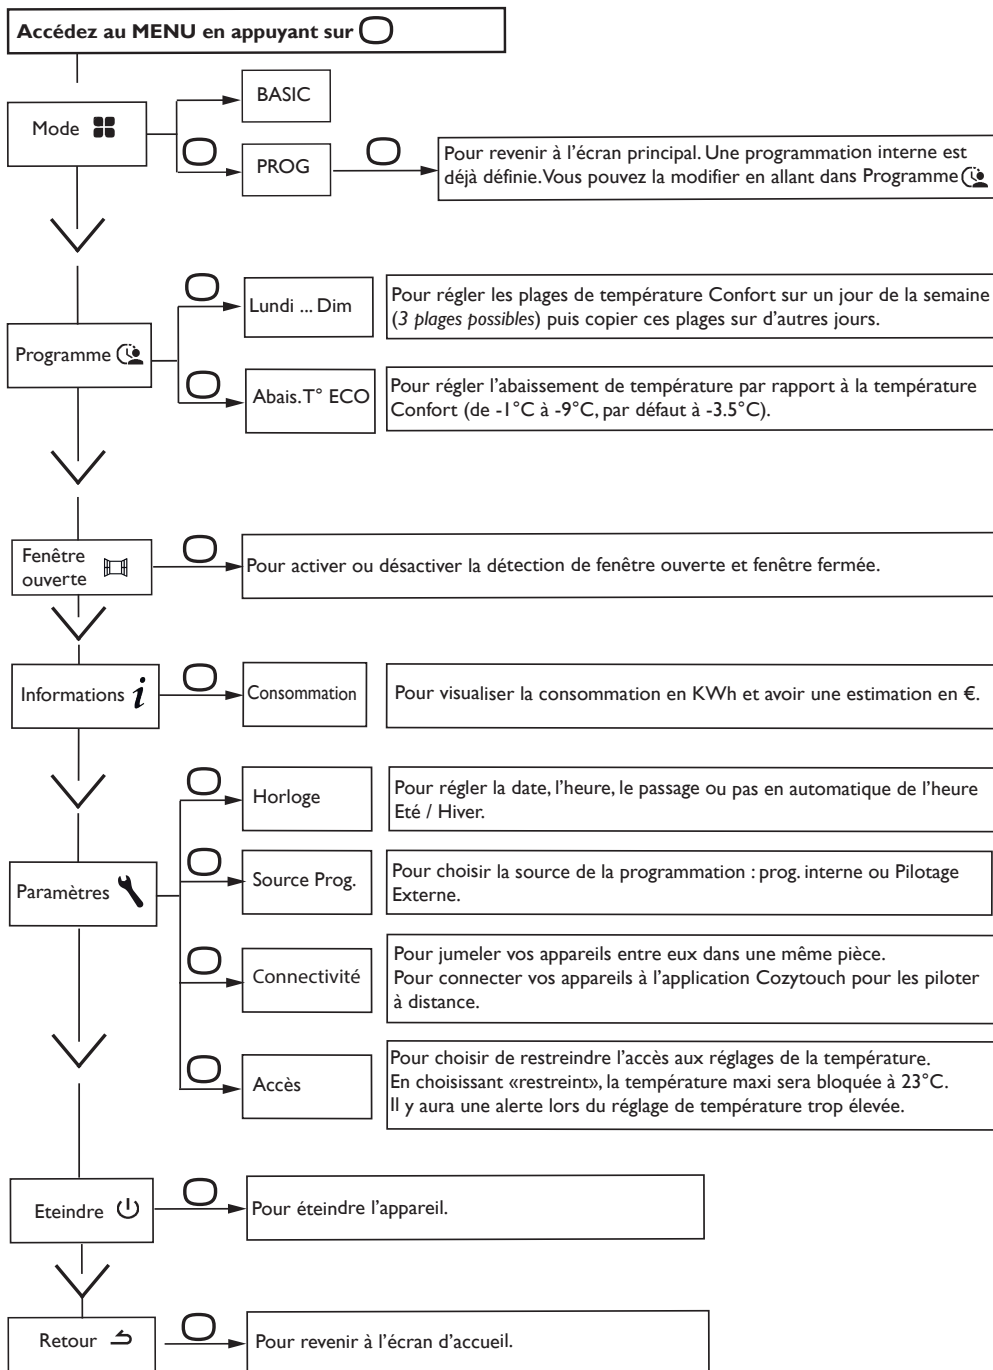 Accédez au MENU en appuyant sur
Mode
BASIC
PROG
Pour revenir à l'écran principal. Une programmation interne est
déjà définie. Vous pouvez la modifier en allant dans Programme
Programme
Lundi ... Dim
Pour régler les plages de température Confort sur un jour de la semaine
(3 plages possibles) puis copier ces plages sur d'autres jours.
Abais.T° ECO
Pour régler l'abaissement de température par rapport à la température
Confort (de -1°C à -9°C, par défaut à -3.5°C).
Fenêtre
ouverte
Pour activer ou désactiver la détection de fenêtre ouverte et fenêtre fermée.
Informations i
Consommation
Pour visualiser la consommation en KWh et avoir une estimation en €.
Paramètres
Horloge
Pour régler la date, l'heure, le passage ou pas en automatique de l'heure
Eté / Hiver.
Source Prog.
Pour choisir la source de la programmation : prog. interne ou Pilotage
Externe.
Connectivité
Pour jumeler vos appareils entre eux dans une même pièce.
Pour connecter vos appareils à l'application Cozytouch pour les piloter
à distance.
Accès
Pour choisir de restreindre l'accès aux réglages de la température.
En choisissant «restreint», la température maxi sera bloquée à 23°C.
Il y aura une alerte lors du réglage de température trop élevée.
Eteindre
Pour éteindre l'appareil.
Retour
Pour revenir à l'écran d'accueil.